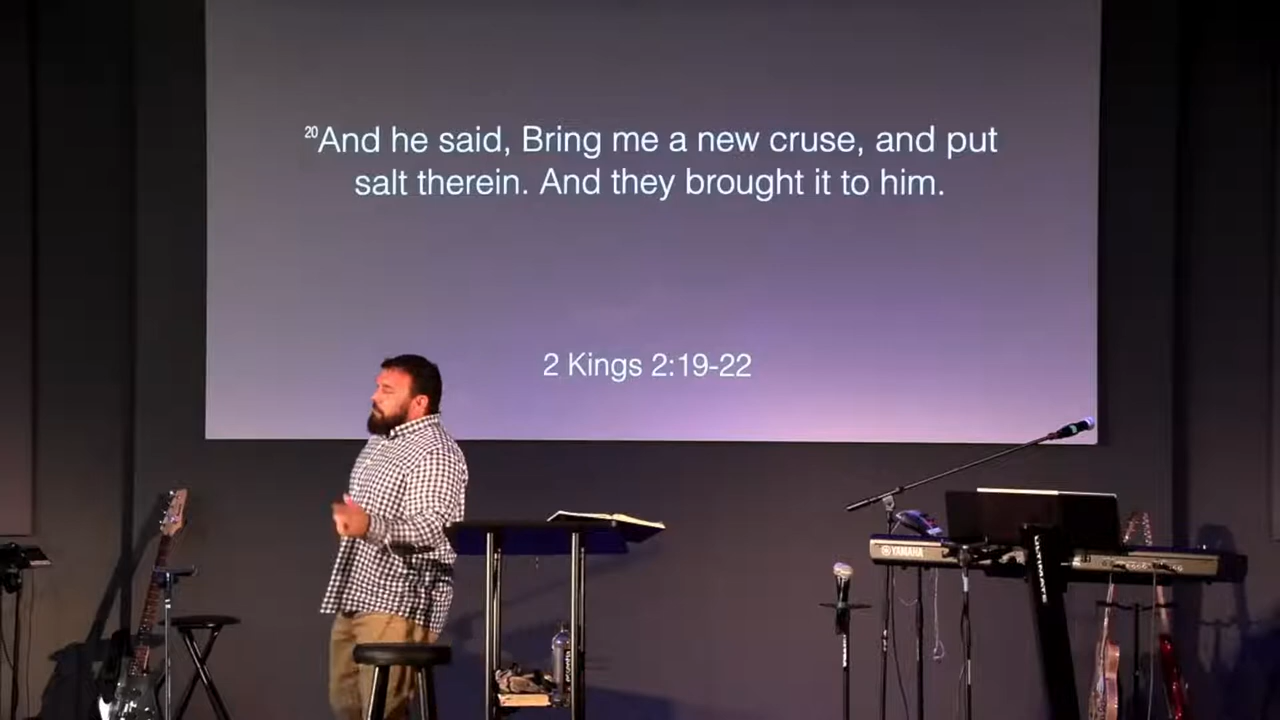 ²⁰And he said, Bring me a new cruse, and put
salt therein. And they brought it to him.
2 Kings 2:19-22
YAMAHA